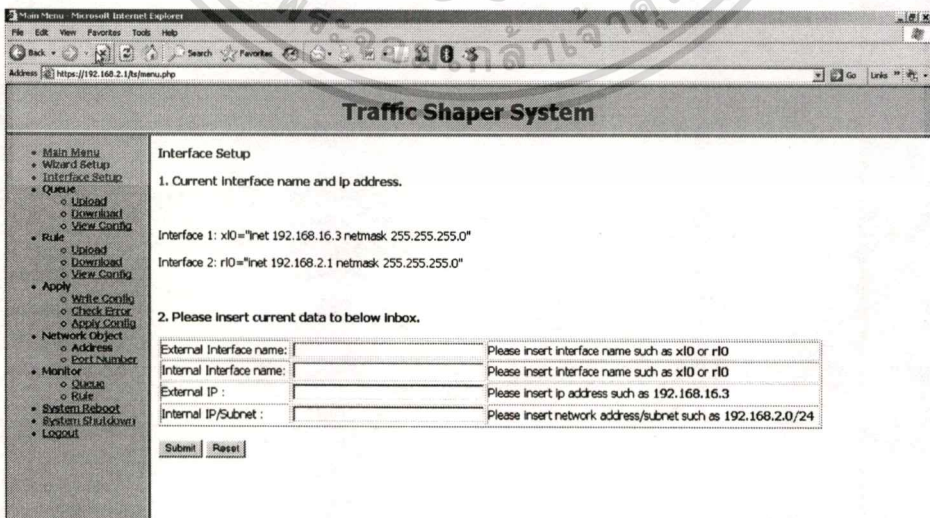 Main Menu - Microsoft Internet Explorer
File Edit View Favorites Tools Help
Back Search Favorites
Address https://192.168.2.1/ts/menu.php Go Links
Traffic Shaper System
Main Menu
Wizard Setup
Interface Setup
Queue
Upload
Download
View Config
Rule
Upload
Download
View Config
Apply
Write Config
Check Error
Apply Config
Network Object
Address
Port Number
Monitor
Queue
Rule
System Reboot
System Shutdown
Logout
Interface Setup
1. Current Interface name and ip address.
Interface 1: xl0="inet 192.168.16.3 netmask 255.255.255.0"
Interface 2: rl0="inet 192.168.2.1 netmask 255.255.255.0"
2. Please insert current data to below inbox.
External Interface name: Please insert interface name such as xl0 or rl0
Internal Interface name: Please insert interface name such as xl0 or rl0
External IP : Please insert ip address such as 192.168.16.3
Internal IP/Subnet : Please insert network address/subnet such as 192.168.2.0/24
Submit Reset